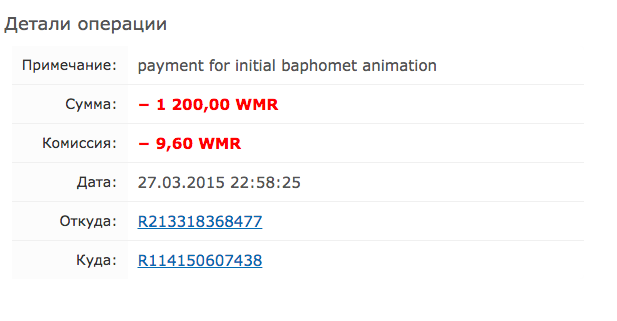 Детали операции
Примечание: payment for initial baphomet animation
Сумма: − 1 200,00 WMR
Комиссия: − 9,60 WMR
Дата: 27.03.2015 22:58:25
Откуда: R213318368477
Куда: R114150607438